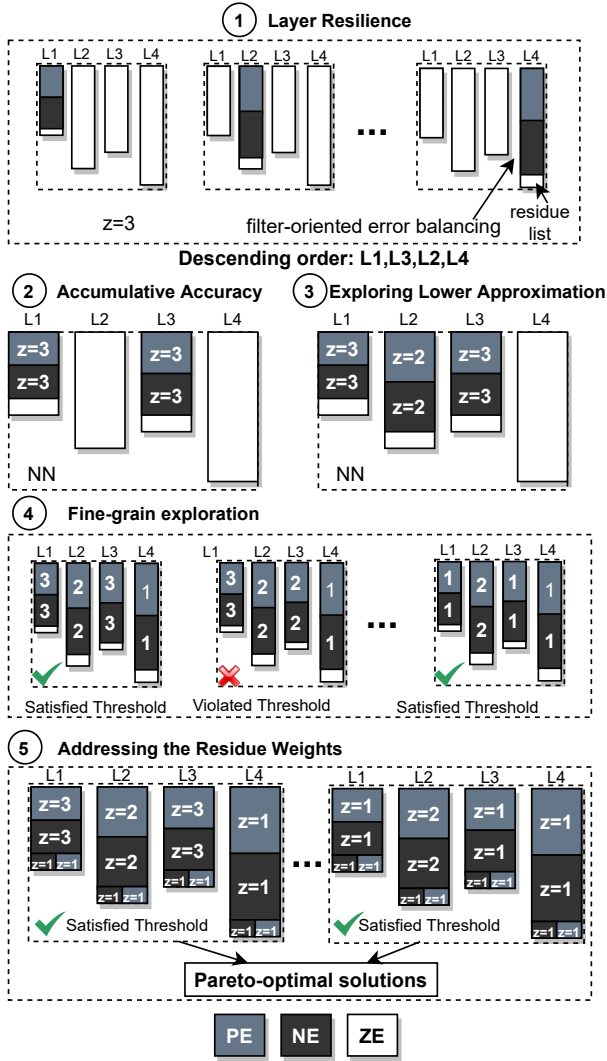 1 Layer Resilience
L1 L2 L3 L4 L1 L2 L3 L4 L1 L2 L3 L4
...
z=3
filter-oriented error balancing
residue
list
Descending order: L1,L3,L2,L4
2 Accumulative Accuracy
L1 L2 L3 L4
z=3 z=3
z=3 z=3
NN
3 Exploring Lower Approximation
L1 L2 L3 L4
z=3 z=2 z=3
z=3 z=2 z=3
NN
4 Fine-grain exploration
L1 L2 L3 L4 L1 L2 L3 L4 L1 L2 L3 L4
3 2 3 1 3 2 2 1 ... 1 2 1 1
3 2 3 1 3 2 2 1 1 2 1 1
Satisfied Threshold Violated Threshold Satisfied Threshold
5 Addressing the Residue Weights
L1 L2 L3 L4 L1 L2 L3 L4
z=3 z=2 z=3 z=1 z=1 z=2 z=1 z=1
z=3 z=2 z=3 z=1 ... z=1 z=2 z=1 z=1
z=1 z=1 z=1 z=1 z=1 z=1 z=1 z=1 z=1 z=1 z=1 z=1 z=1 z=1 z=1 z=1
Satisfied Threshold Satisfied Threshold
Pareto-optimal solutions
PE NE ZE